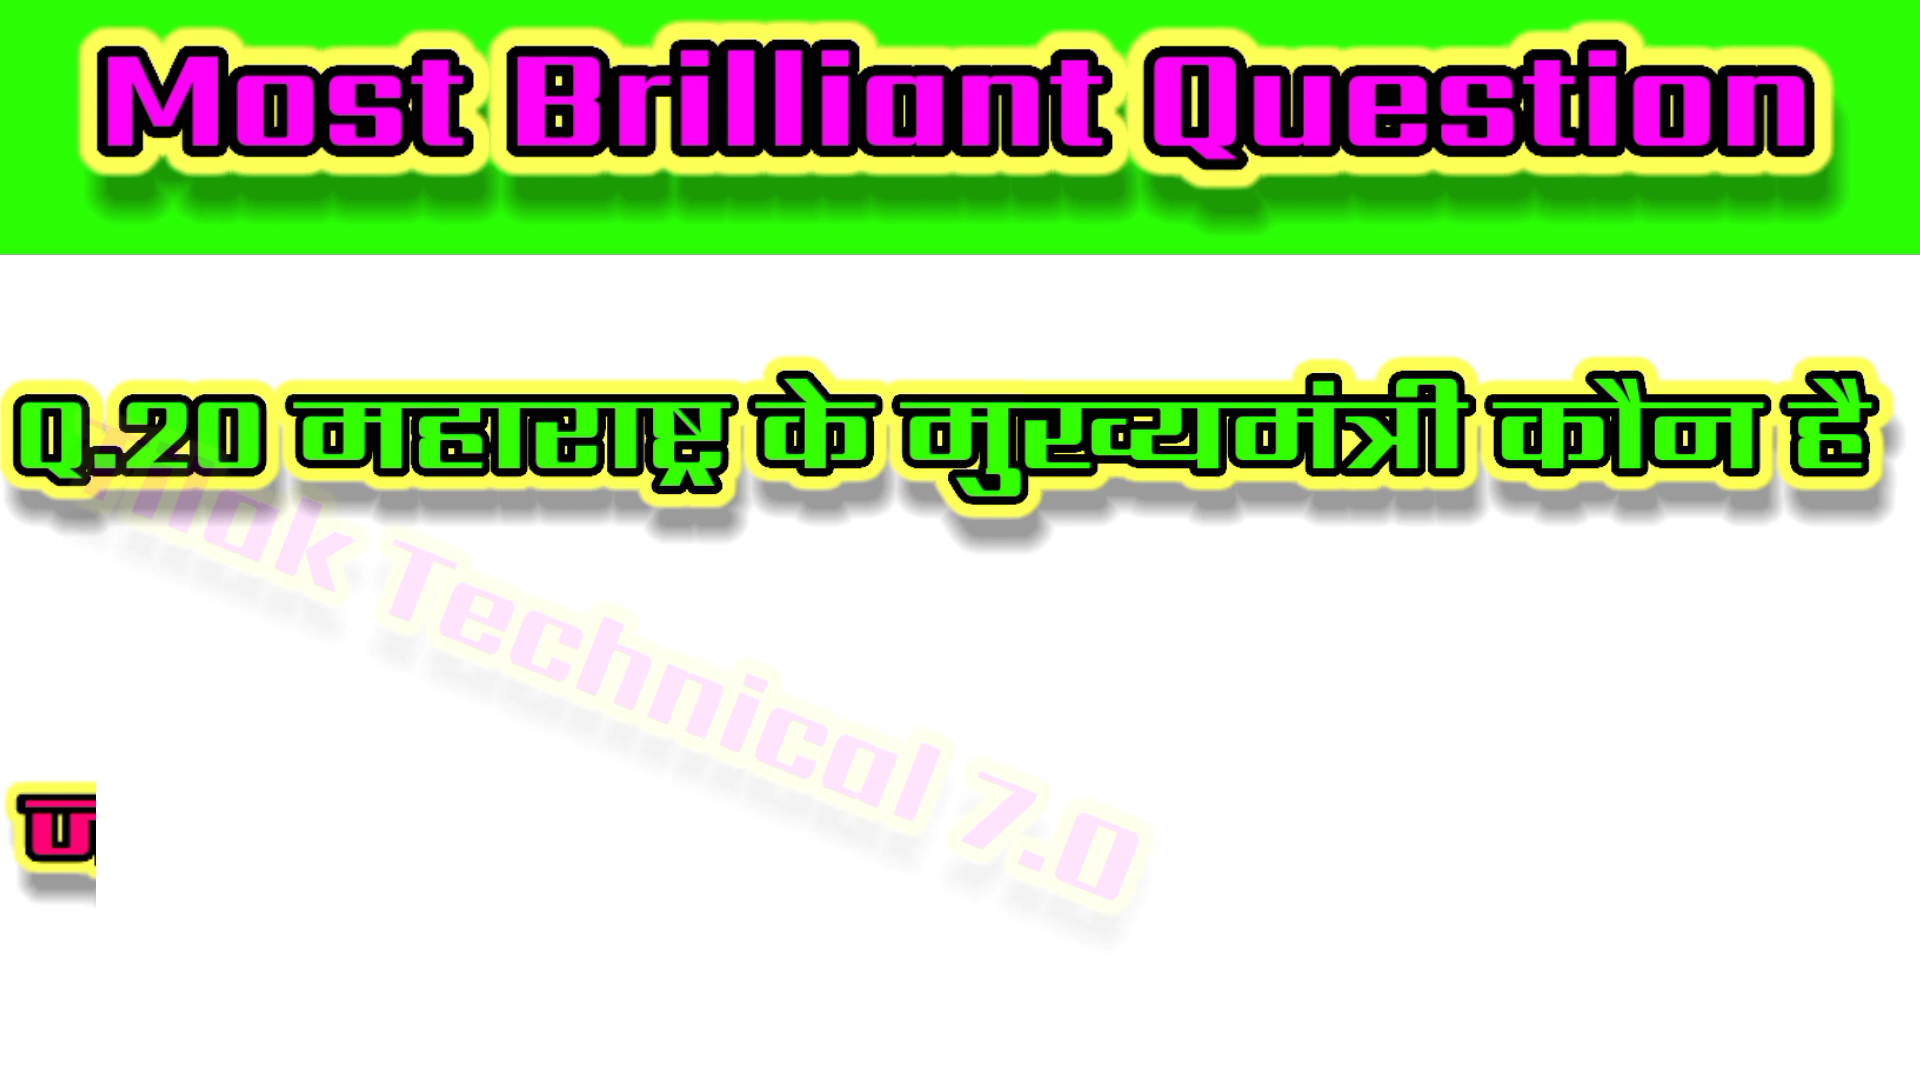 Most Brilliant Question
Q.20 महाराष्ट्र के मुख्यमंत्री कौन है
Technical 7.0